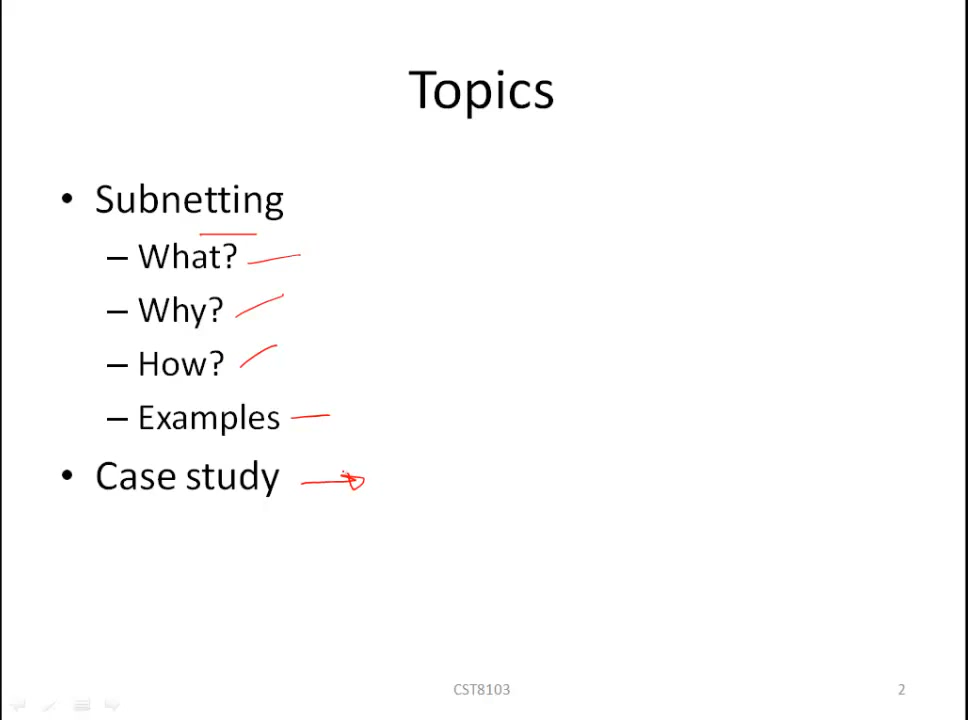 Topics
• Subnetting
– What?
– Why?
– How?
– Examples
• Case study
CST8103
2